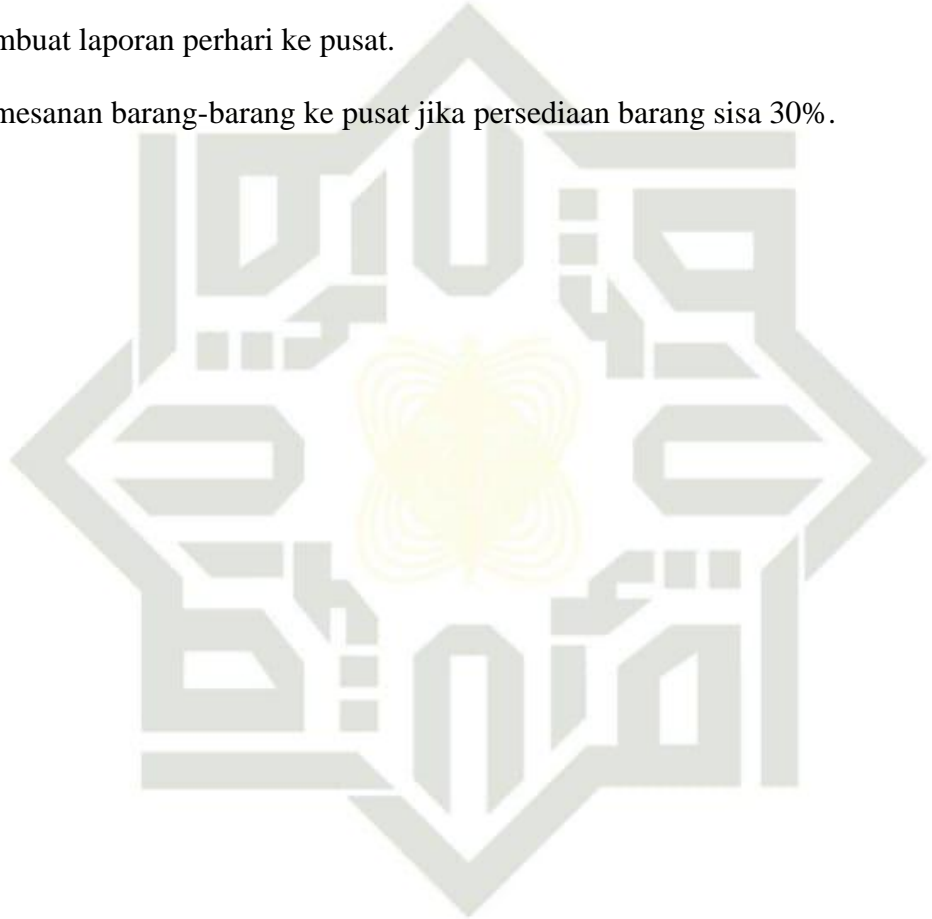 mbuat laporan perhari ke pusat.
mesanan barang-barang ke pusat jika persediaan barang sisa 30%.